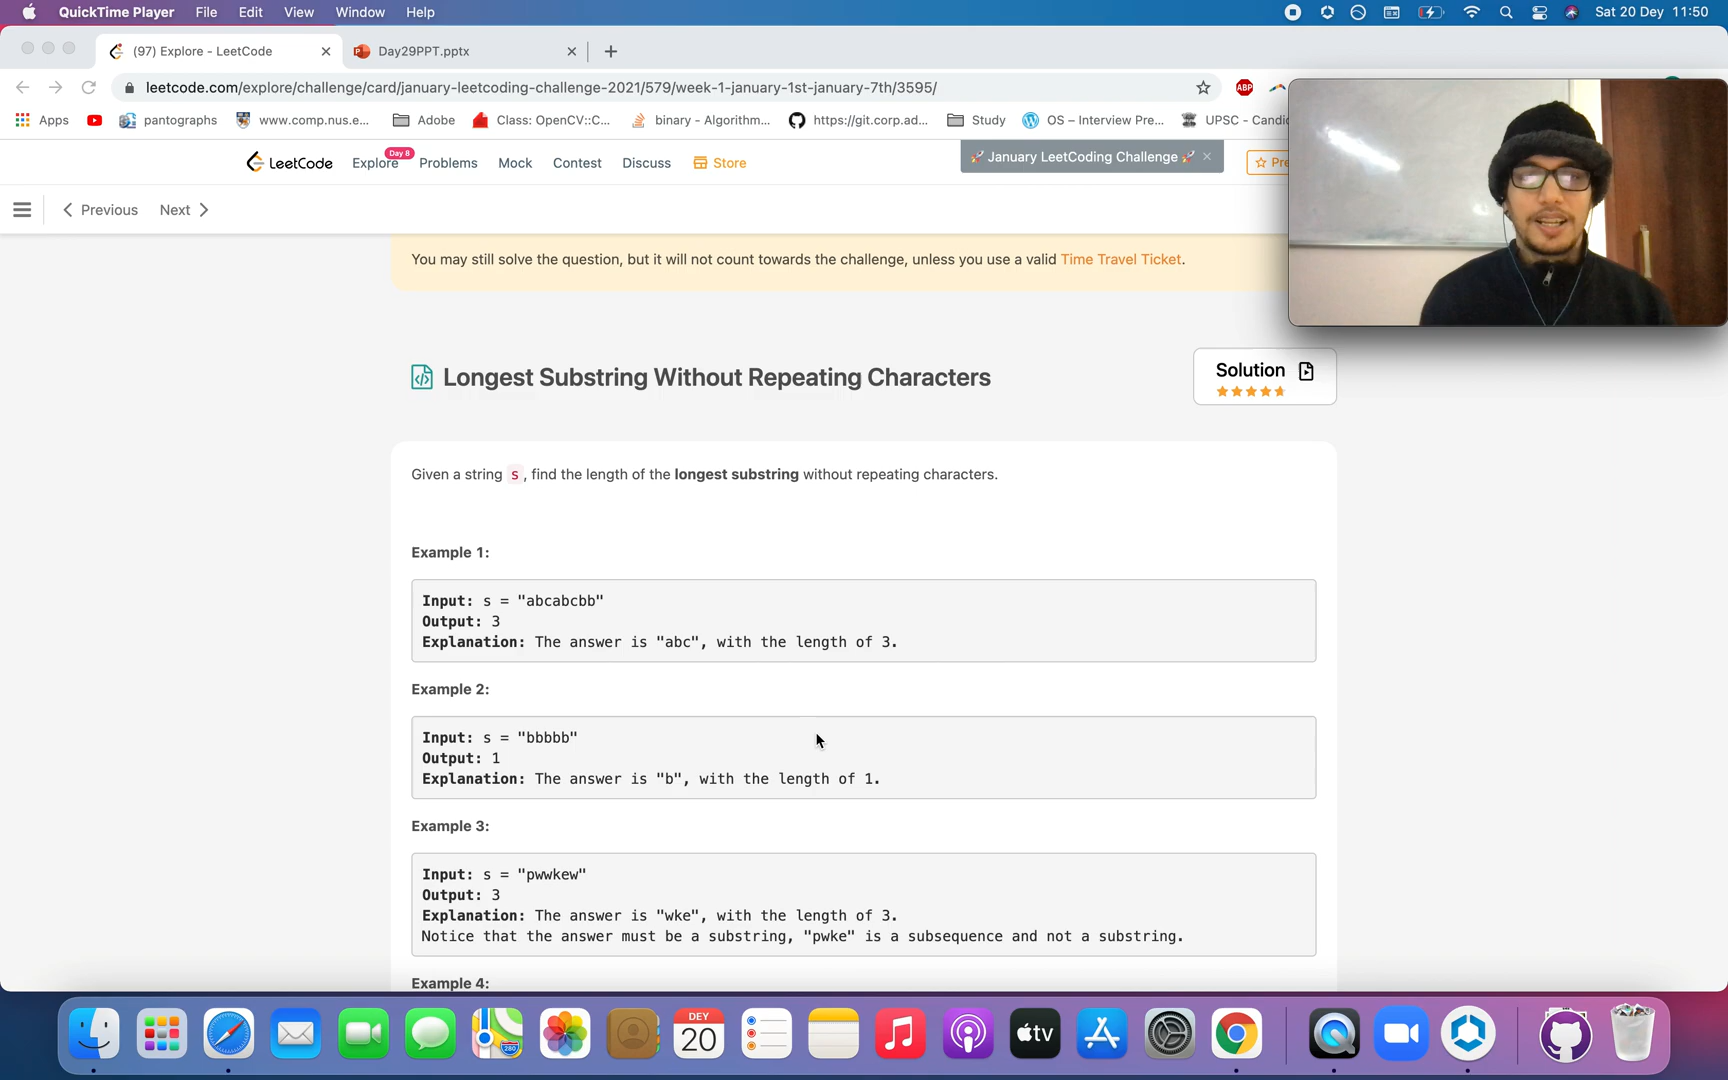 QuickTime Player File Edit View Window Help Sat 20 Dey 11:50
(97) Explore - LeetCode Day29PPT.pptx
leetcode.com/explore/challenge/card/january-leetcoding-challenge-2021/579/week-1-january-1st-january-7th/3595/ ABP
Apps pantographs www.comp.nus.e... Adobe Class: OpenCV::C... binary - Algorithm... https://git.corp.ad... Study OS – Interview Pre... UPSC - Candi
LeetCode Explore Day 8 Problems Mock Contest Discuss Store 🚀 January LeetCoding Challenge 🚀 × Pre
Previous Next
You may still solve the question, but it will not count towards the challenge, unless you use a valid Time Travel Ticket.
Longest Substring Without Repeating Characters
Solution
Given a string s, find the length of the longest substring without repeating characters.
Example 1:
Input: s = "abcabcbb"
Output: 3
Explanation: The answer is "abc", with the length of 3.
Example 2:
Input: s = "bbbbb"
Output: 1
Explanation: The answer is "b", with the length of 1.
Example 3:
Input: s = "pwwkew"
Output: 3
Explanation: The answer is "wke", with the length of 3.
Notice that the answer must be a substring, "pwke" is a subsequence and not a substring.
Example 4:
280
DEY
20
tv